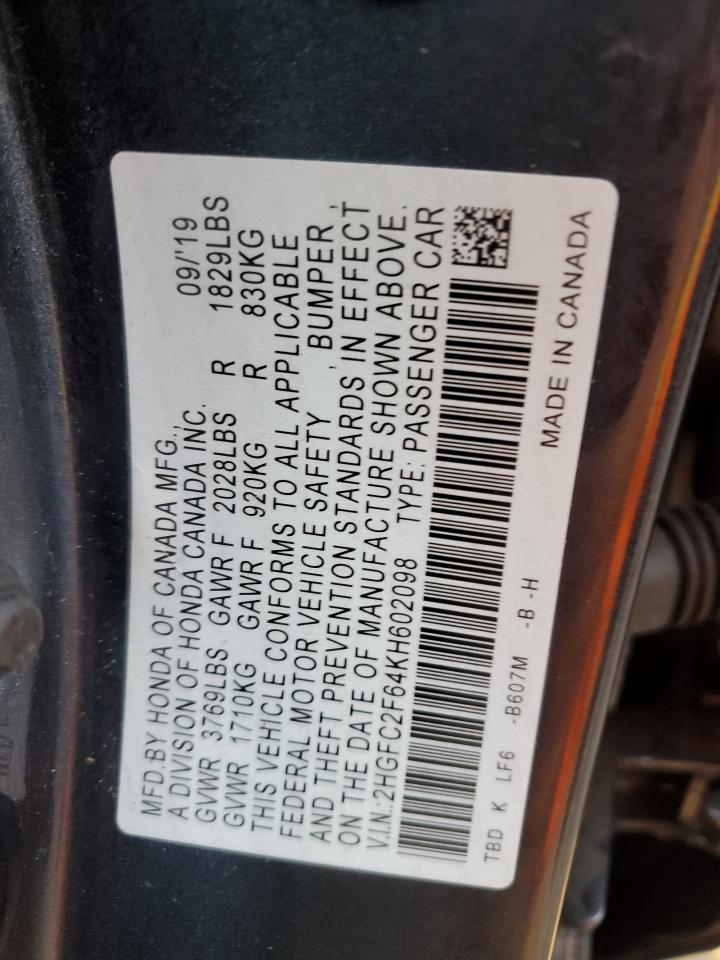 MFD.BY HONDA OF CANADA MFG.,
A DIVISION OF HONDA CANADA INC. 09/'19
GVWR 3769LBS GAWR F 2028LBS R 1829LBS
GVWR 1710KG GAWR F 920KG R 830KG
THIS VEHICLE CONFORMS TO ALL APPLICABLE
FEDERAL MOTOR VEHICLE SAFETY , BUMPER ,
AND THEFT PREVENTION STANDARDS IN EFFECT
ON THE DATE OF MANUFACTURE SHOWN ABOVE.
V.I.N.:2HGFC2F64KH602098 TYPE: PASSENGER CAR
TBD K LF6 -B607M -B -H MADE IN CANADA